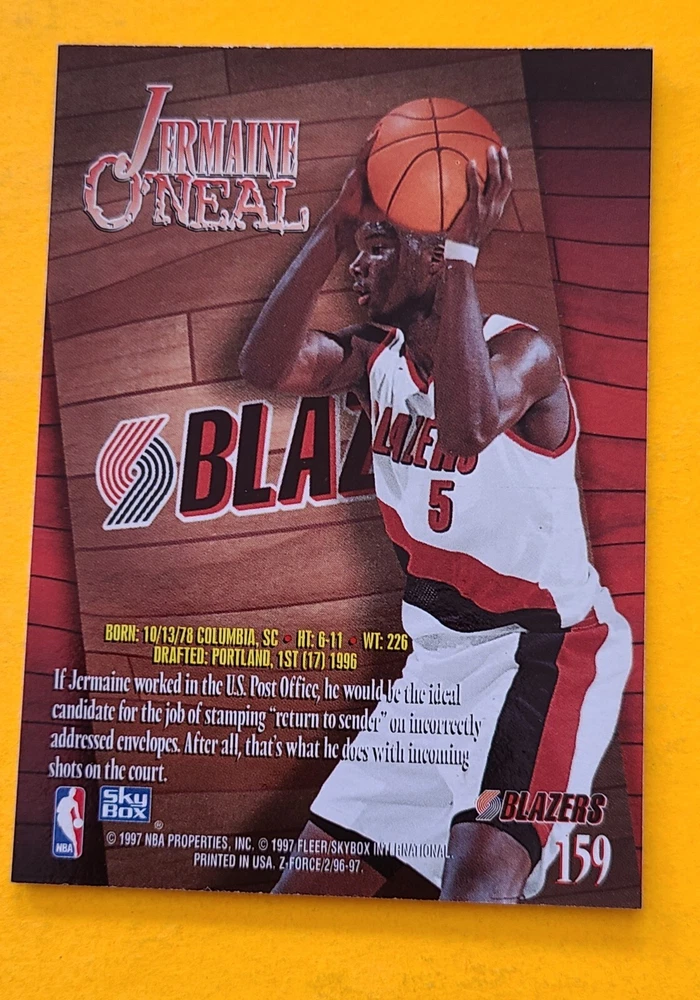 JERMAINE
O'NEAL
BLAZ
BLAZERS
5
BORN: 10/13/78 COLUMBIA, SC • HT: 6-11 • WT: 226
DRAFTED: PORTLAND, 1ST (17) 1996
If Jermaine worked in the U.S. Post Office, he would be the ideal
candidate for the job of stamping "return to sender" on incorrectly
addressed envelopes. After all, that's what he does with incoming
shots on the court.
BLAZERS
NBA
SKY
BOX
®
159
© 1997 NBA PROPERTIES, INC. © 1997 FLEER/SKYBOX INTERNATIONAL.
PRINTED IN USA. Z-FORCE/2/96-97.